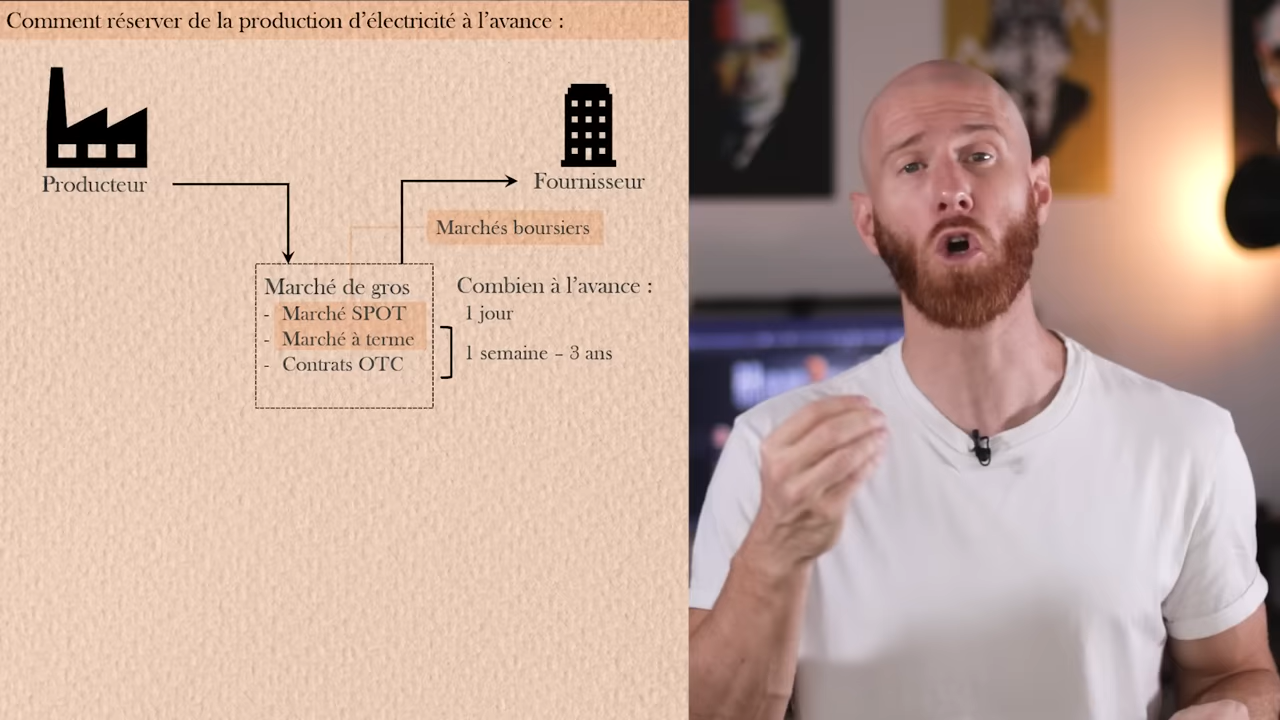 Comment réserver de la production d’électricité à l’avance :
Producteur
Fournisseur
Marchés boursiers
Marché de gros
- Marché SPOT
- Marché à terme
- Contrats OTC
Combien à l’avance :
1 jour
1 semaine – 3 ans